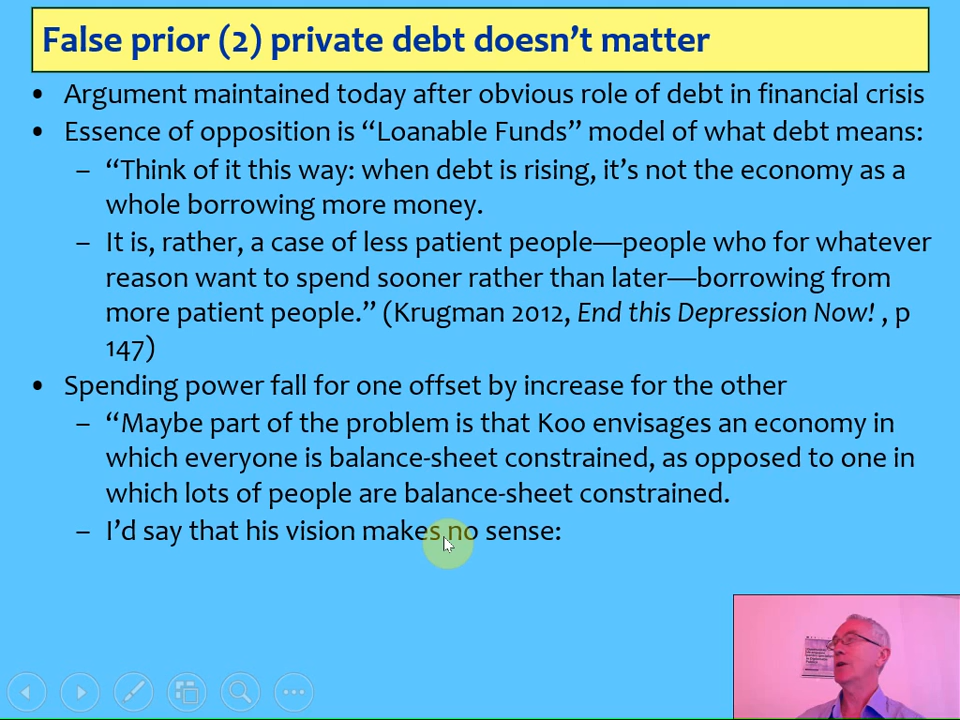 False prior (2) private debt doesn’t matter
• Argument maintained today after obvious role of debt in financial crisis
• Essence of opposition is “Loanable Funds” model of what debt means:
– “Think of it this way: when debt is rising, it’s not the economy as a
whole borrowing more money.
– It is, rather, a case of less patient people—people who for whatever
reason want to spend sooner rather than later—borrowing from
more patient people.” (Krugman 2012, End this Depression Now! , p
147)
• Spending power fall for one offset by increase for the other
– “Maybe part of the problem is that Koo envisages an economy in
which everyone is balance-sheet constrained, as opposed to one in
which lots of people are balance-sheet constrained.
– I’d say that his vision makes no sense: